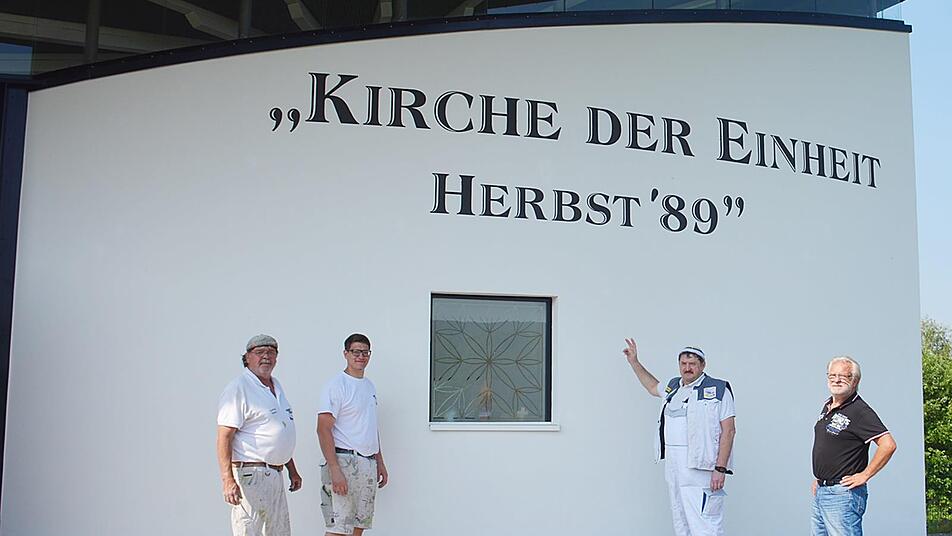 „Kirche der Einheit
Herbst '89”